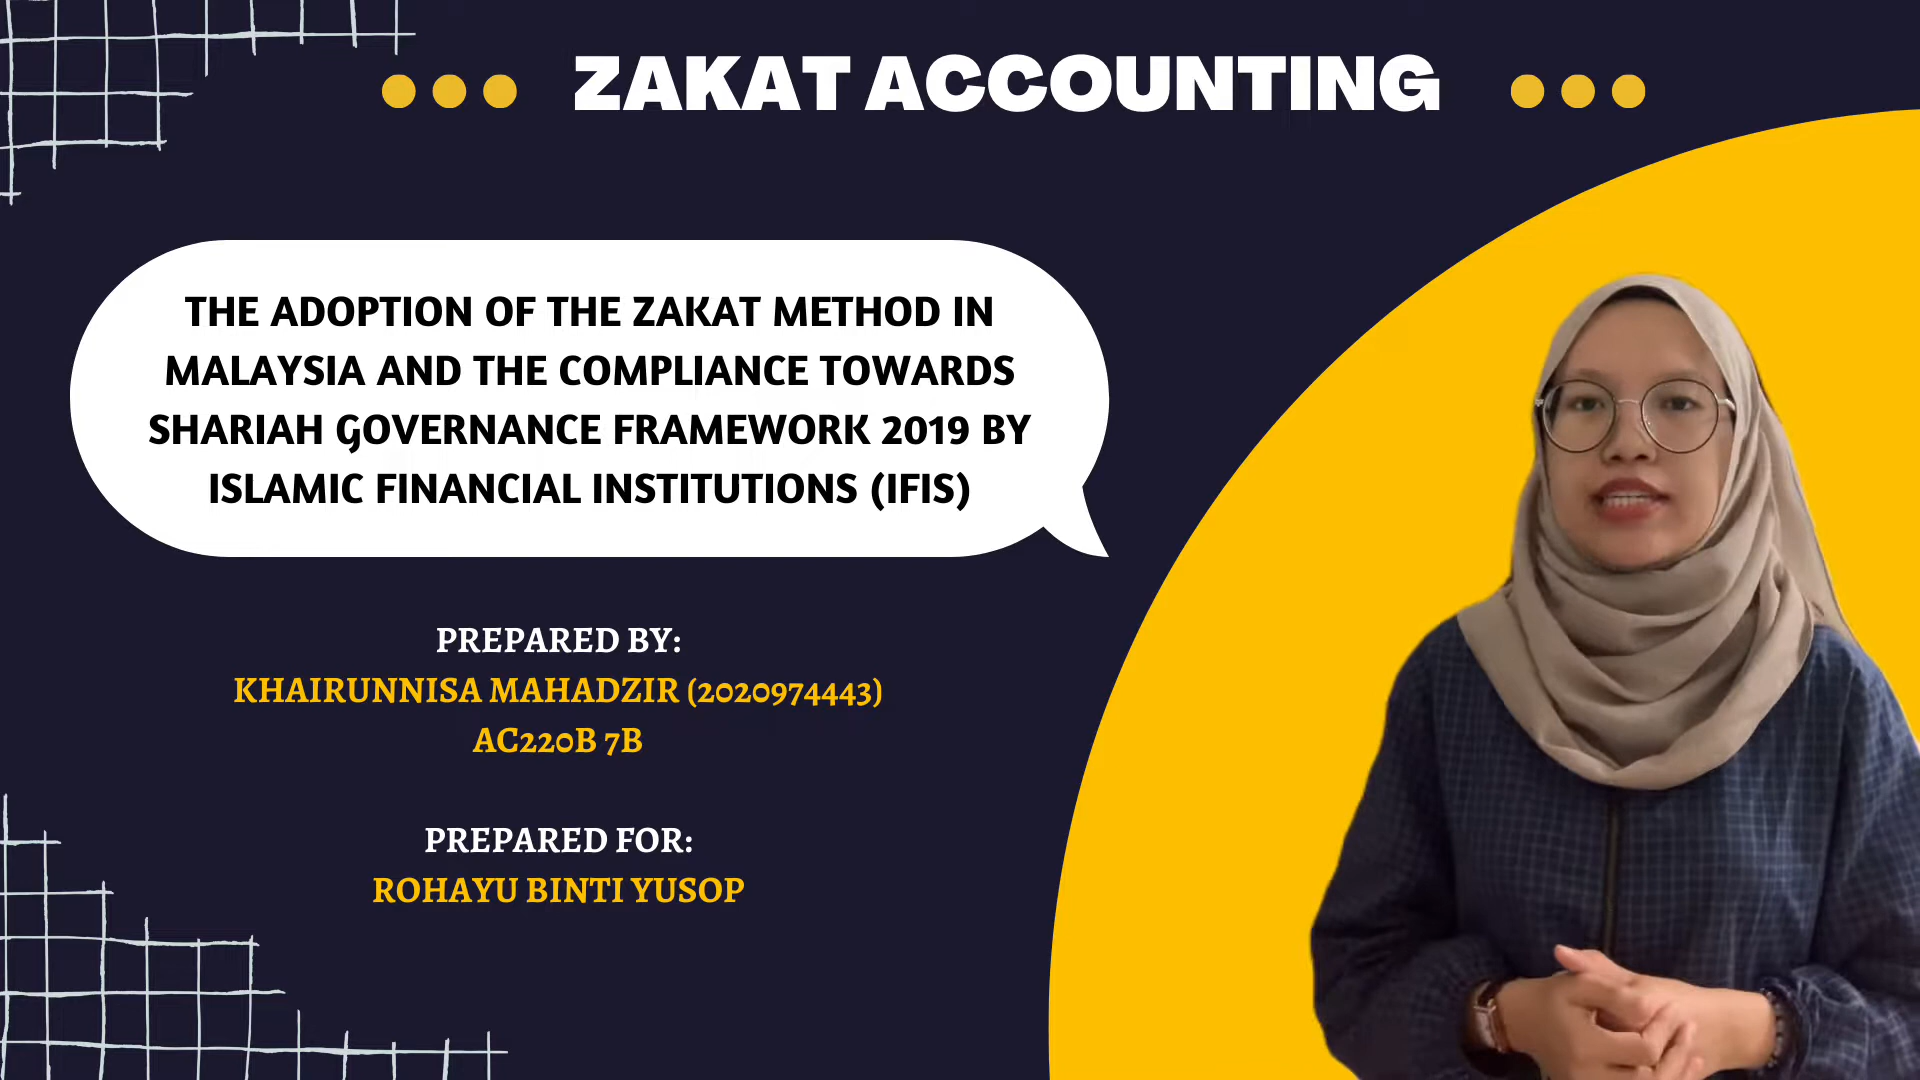 ZAKAT ACCOUNTING
THE ADOPTION OF THE ZAKAT METHOD IN
MALAYSIA AND THE COMPLIANCE TOWARDS
SHARIAH GOVERNANCE FRAMEWORK 2019 BY
ISLAMIC FINANCIAL INSTITUTIONS (IFIS)
PREPARED BY:
KHAIRUNNISA MAHADZIR (2020974443)
AC220B 7B
PREPARED FOR:
ROHAYU BINTI YUSOP